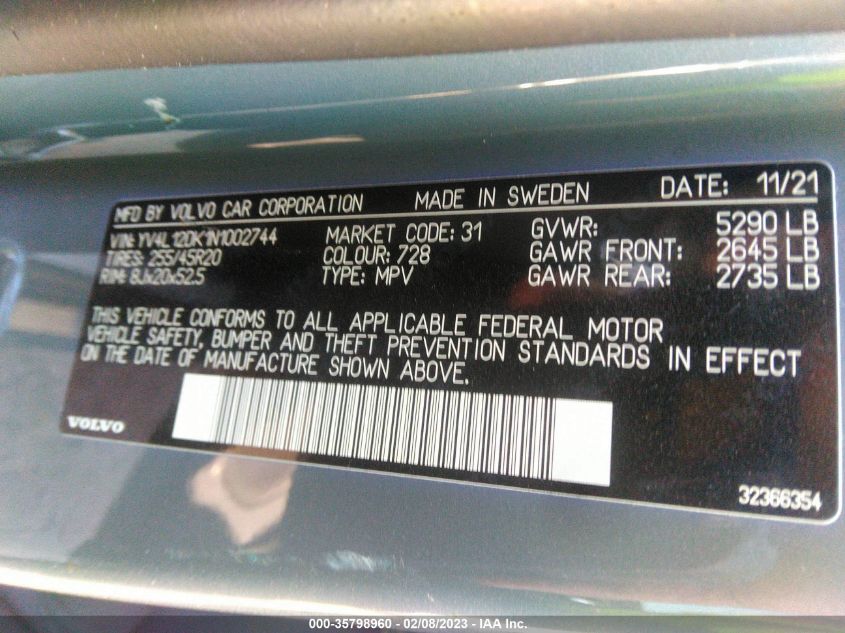 MFD BY VOLVO CAR CORPORATION MADE IN SWEDEN DATE: 11/21
VIN: YV4L12DK1N1002744 MARKET CODE: 31 GVWR: 5290 LB
TIRES: 255/45R20 COLOUR: 728 GAWR FRONT: 2645 LB
RIM: 8Jx20x52.5 TYPE: MPV GAWR REAR: 2735 LB
THIS VEHICLE CONFORMS TO ALL APPLICABLE FEDERAL MOTOR
VEHICLE SAFETY, BUMPER AND THEFT PREVENTION STANDARDS IN EFFECT
ON THE DATE OF MANUFACTURE SHOWN ABOVE.
VOLVO
32366354
000-35798960 - 02/08/2023 - IAA Inc.